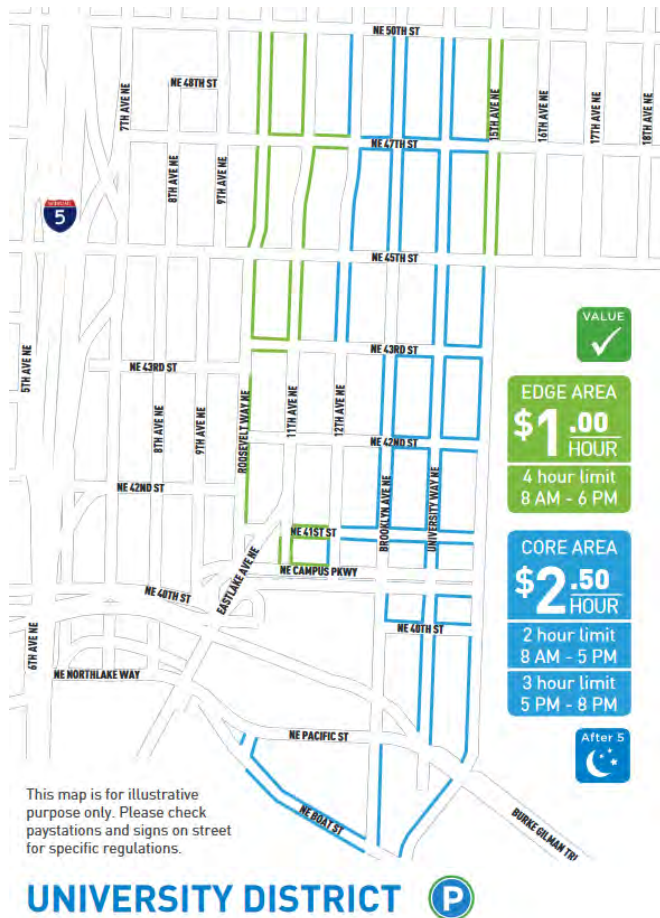 NE 50TH ST
NE 48TH ST
7TH AVE NE
15TH AVE NE
16TH AVE NE
17TH AVE NE
18TH AVE NE
NE 47TH ST
8TH AVE NE
9TH AVE NE
5
NE 45TH ST
VALUE
NE 43RD ST
5TH AVE NE
NE 43RD ST
EDGE AREA
$1.00
HOUR
4 hour limit
8 AM - 6 PM
8TH AVE NE
9TH AVE NE
ROOSEVELT WAY NE
11TH AVE NE
12TH AVE NE
NE 42ND ST
BROOKLYN AVE NE
UNIVERSITY WAY NE
NE 42ND ST
NE 41ST ST
CORE AREA
$2.50
HOUR
2 hour limit
8 AM - 5 PM
3 hour limit
5 PM - 8 PM
NE CAMPUS PKWY
EASTLAKE AVE NE
NE 40TH ST
NE 40TH ST
6TH AVE NE
NE NORTHLAKE WAY
NE PACIFIC ST
After 5
This map is for illustrative
purpose only. Please check
paystations and signs on street
for specific regulations.
NE BOAT ST
BURKE GILMAN TRL
UNIVERSITY DISTRICT P